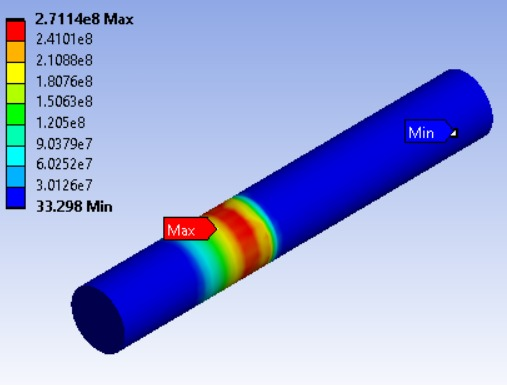 2.7114e8 Max
2.4101e8
2.1088e8
1.8076e8
1.5063e8
1.205e8
9.0379e7
6.0252e7
3.0126e7
33.298 Min
Min
Max